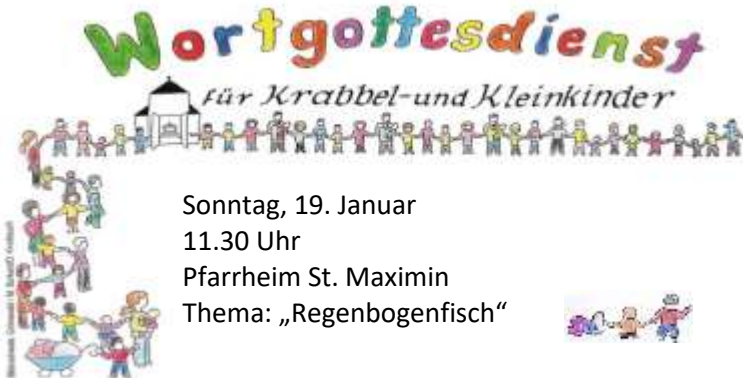 Wortgottesdienst
für Krabbel-und Kleinkinder
Sonntag, 19. Januar
11.30 Uhr
Pfarrheim St. Maximin
Thema: „Regenbogenfisch“